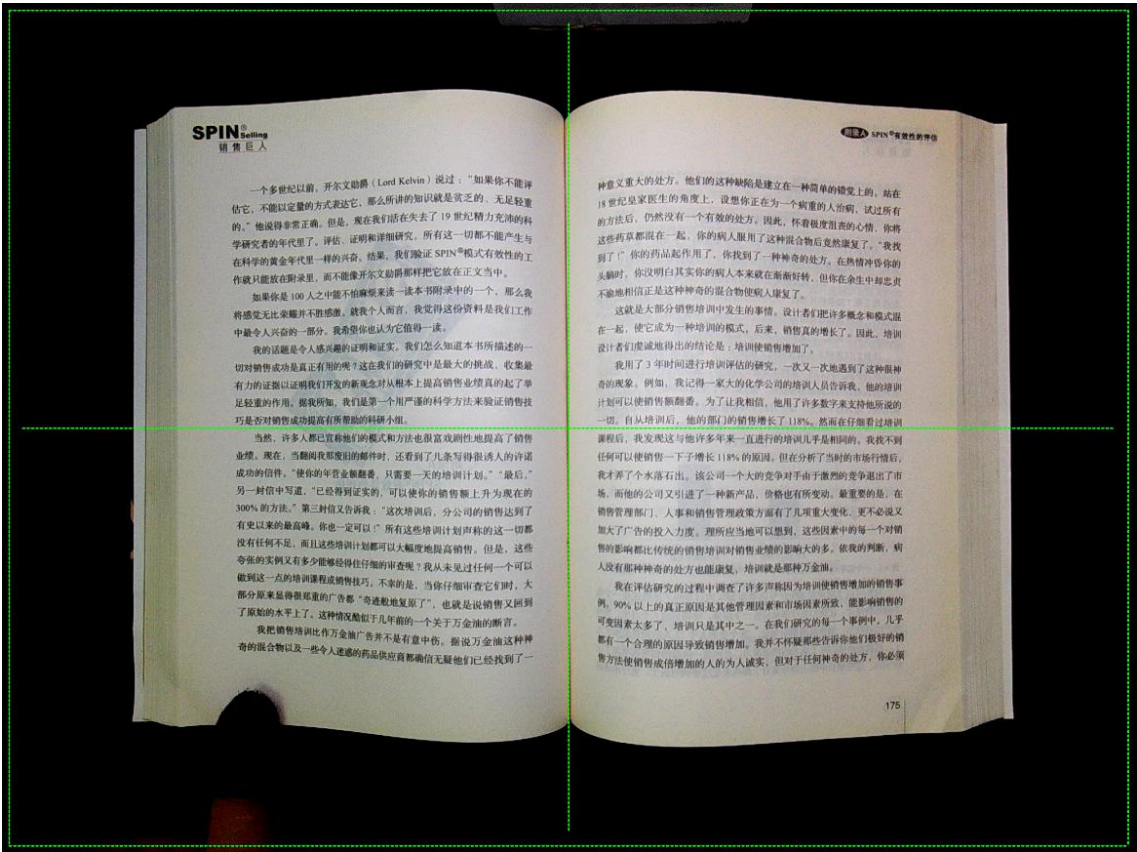 SPIN® Selling
销售巨人
一个多世纪以前，开尔文勋爵（Lord Kelvin）说过：“如果你不能评
估它，不能以定量的方式表达它，那么所讲的知识就是贫乏的、无足轻重
的。”他说得非常正确。但是，现在我们活在失去了 19 世纪精力充沛的科
学研究者的年代里了。评估、证明和详细研究，所有这一切都不能产生与
在科学的黄金年代里一样的兴奋。结果，我们验证 SPIN®模式有效性的工
作就只能放在附录里，而不能像开尔文勋爵那样把它放在正文当中。
如果你是 100 人之中能不怕麻烦来读一读本书附录中的一个，那么我
将感觉无比荣耀并不胜感激。就我个人而言，我觉得这份资料是我们工作
中最令人兴奋的一部分。我希望你也认为它值得一读。
我的话题是令人感兴趣的证明和证实。我们怎么知道本书所描述的一
切对销售成功是真正有用的呢？这在我们的研究中是最大的挑战。收集最
有力的证据以证明我们开发的新观念对从根本上提高销售业绩真的起了举
足轻重的作用。据我所知，我们是第一个用严谨的科学方法来验证销售技
巧是否对销售成功提高有所帮助的科研小组。
当然，许多人都已宣称他们的模式和方法也很富戏剧性地提高了销售
业绩。现在，当翻阅我那废旧的邮件时，还看到了几条写得很诱人的许诺
成功的信件。“使你的年营业额翻番，只需要一天的培训计划。”“最后，”
另一封信中写道，“已经得到证实的，可以使你的销售额上升为现在的
300% 的方法。”第三封信又告诉我：“这次培训后，分公司的销售达到了
有史以来的最高峰。你也一定可以！”所有这些培训计划声称的这一切都
没有任何不足，而且这些培训计划都可以大幅度地提高销售。但是，这些
夸张的实例又有多少能够经得住仔细的审查呢？我从未见过任何一个可以
做到这一点的培训课程或销售技巧。不幸的是，当你仔细审查它们时，大
部分原来显得很郑重的广告都“奇迹般地复原了”，也就是说销售又回到
了原始的水平上了。这种情况酷似于几年前的一个关于万金油的断言。
我把销售培训比作万金油广告并不是有意中伤。据说万金油这种神
奇的混合物以及一些令人迷惑的药品供应商都确信无疑他们已经找到了一
附录A SPIN®有效性的评估
种意义重大的处方。他们的这种缺陷是建立在一种简单的错觉上的，站在
18 世纪皇家医生的角度上，设想你正在为一个病重的人治病，试过所有
的方法后，仍然没有一个有效的处方。因此，怀着极度沮丧的心情，你将
这些药草都混在一起，你的病人服用了这种混合物后竟然康复了。“我找
到了！”你的药品起作用了，你找到了一种神奇的处方。在热情冲昏你的
头脑时，你没明白其实你的病人本来就在渐渐好转，但你在余生中却忠贞
不渝地相信正是这种神奇的混合物使病人康复了。
这就是大部分销售培训中发生的事情。设计者们把许多概念和模式混
在一起，使它成为一种培训的模式，后来，销售真的增长了。因此，培训
设计者们虔诚地得出的结论是：培训使销售增加了。
我用了 3 年时间进行培训评估的研究，一次又一次地遇到了这种很神
奇的现象。例如，我记得一家大的化学公司的培训人员告诉我，他的培训
计划可以使销售额翻番。为了让我相信，他用了许多数字来支持他所说的
一切。自从培训后，他的部门的销售增长了 118%。然而在仔细看过培训
课程后，我发现这与他许多年来一直进行的培训几乎是相同的。我找不到
任何可以使销售一下子增长 118% 的原因。但在分析了当时的市场行情后，
我才弄了个水落石出。该公司一个大的竞争对手由于激烈的竞争退出了市
场，而他的公司又引进了一种新产品，价格也有所变动。最重要的是，在
销售管理部门、人事和销售管理政策方面有了几项重大变化，更不必说又
加大了广告的投入力度。理所应当地可以想到，这些因素中的每一个对销
售的影响都比传统的销售培训对销售业绩的影响大的多。依我的判断，病
人没有那种神奇的处方也能康复，培训就是那种万金油。
我在评估研究的过程中调查了许多声称因为培训使销售增加的销售事
例。90% 以上的真正原因是其他管理因素和市场因素所致，能影响销售的
可变因素太多了，培训只是其中之一。在我们研究的每一个事例中，几乎
都有一个合理的原因导致销售增加。我并不怀疑那些告诉你他们极好的销
售方法使销售成倍增加的人的为人诚实，但对于任何神奇的处方，你必须
175